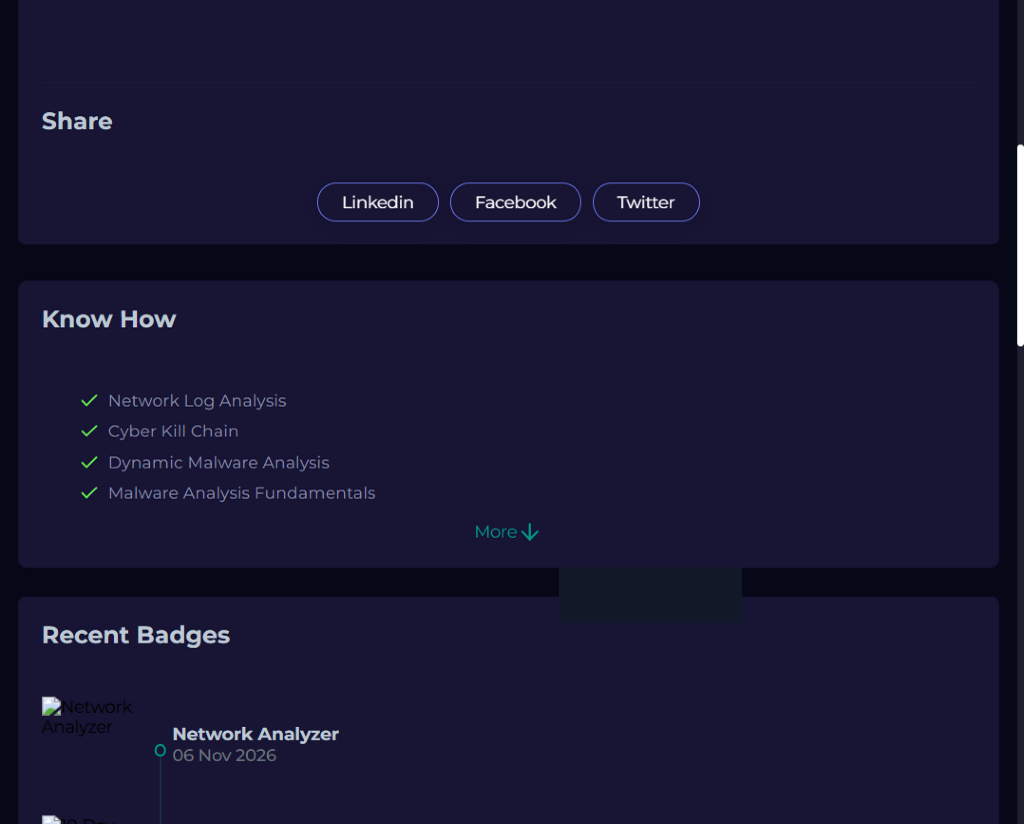 Share
Linkedin Facebook Twitter
Know How
Network Log Analysis
Cyber Kill Chain
Dynamic Malware Analysis
Malware Analysis Fundamentals
More
Recent Badges
Network
Analyzer
Network Analyzer
06 Nov 2026